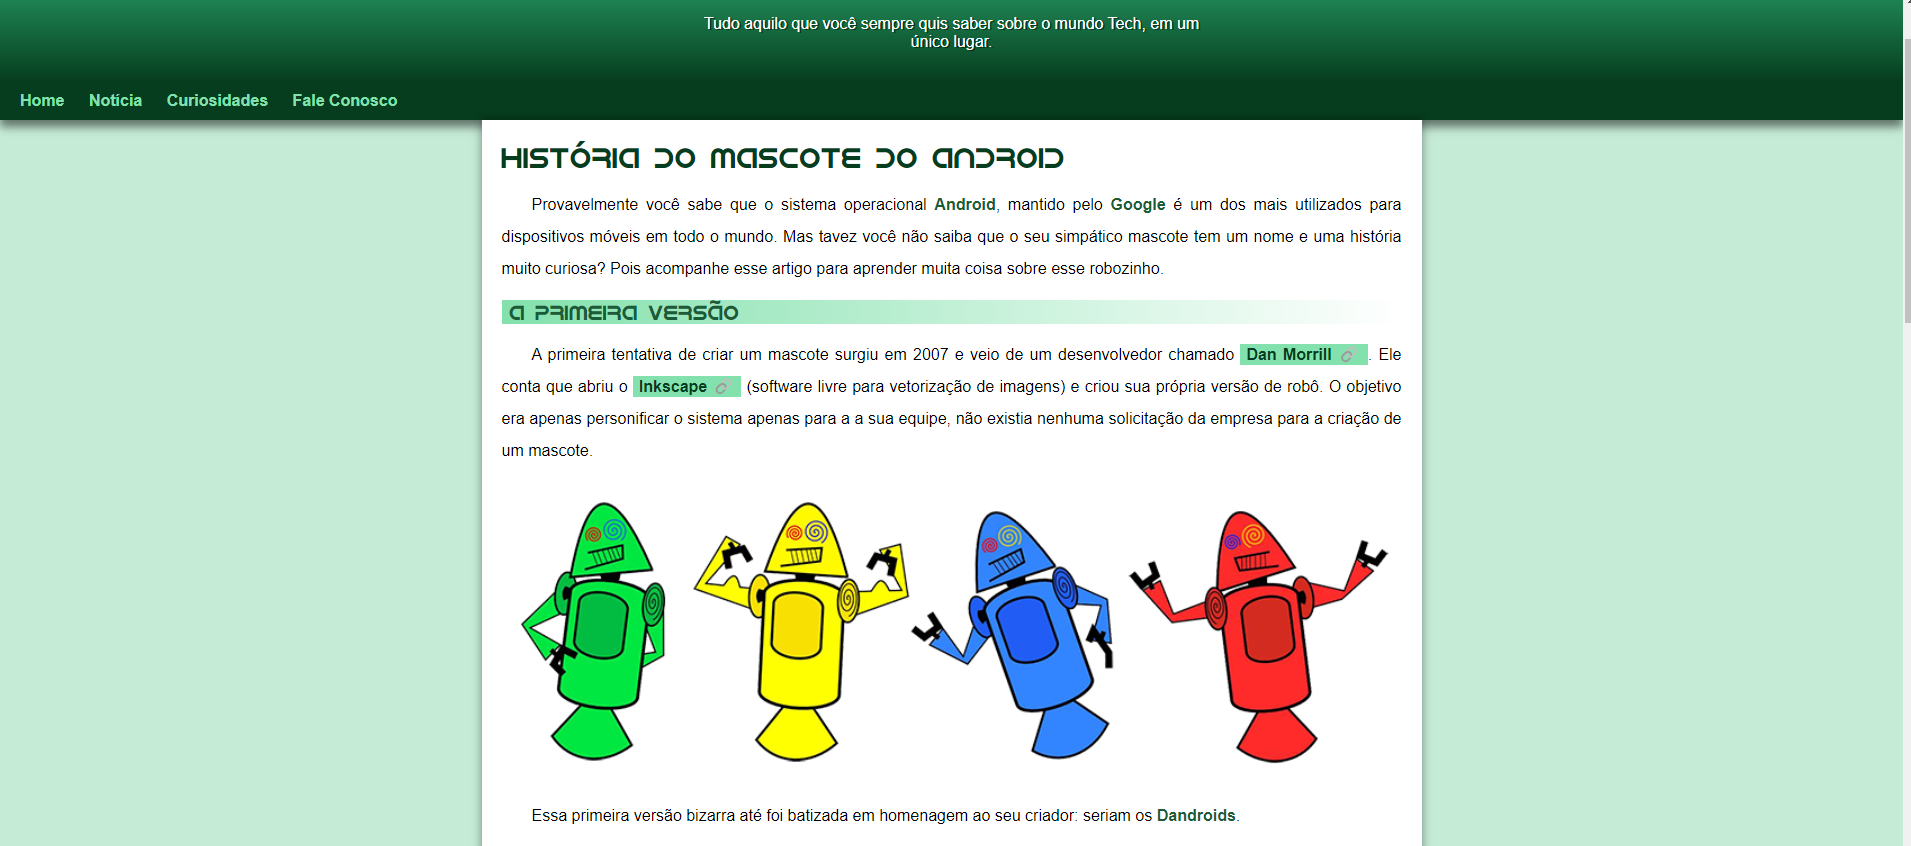 Tudo aquilo que você sempre quis saber sobre o mundo Tech, em um
único lugar.
Home Notícia Curiosidades Fale Conosco
HISTÓRIA DO MASCOTE DO ANDROID
Provavelmente você sabe que o sistema operacional Android, mantido pelo Google é um dos mais utilizados para
dispositivos móveis em todo o mundo. Mas tavez você não saiba que o seu simpático mascote tem um nome e uma história
muito curiosa? Pois acompanhe esse artigo para aprender muita coisa sobre esse robozinho.
A PRIMEIRA VERSÃO
A primeira tentativa de criar um mascote surgiu em 2007 e veio de um desenvolvedor chamado Dan Morrill . Ele
conta que abriu o Inkscape (software livre para vetorização de imagens) e criou sua própria versão de robô. O objetivo
era apenas personificar o sistema apenas para a a sua equipe, não existia nenhuma solicitação da empresa para a criação de
um mascote.
Essa primeira versão bizarra até foi batizada em homenagem ao seu criador: seriam os Dandroids.